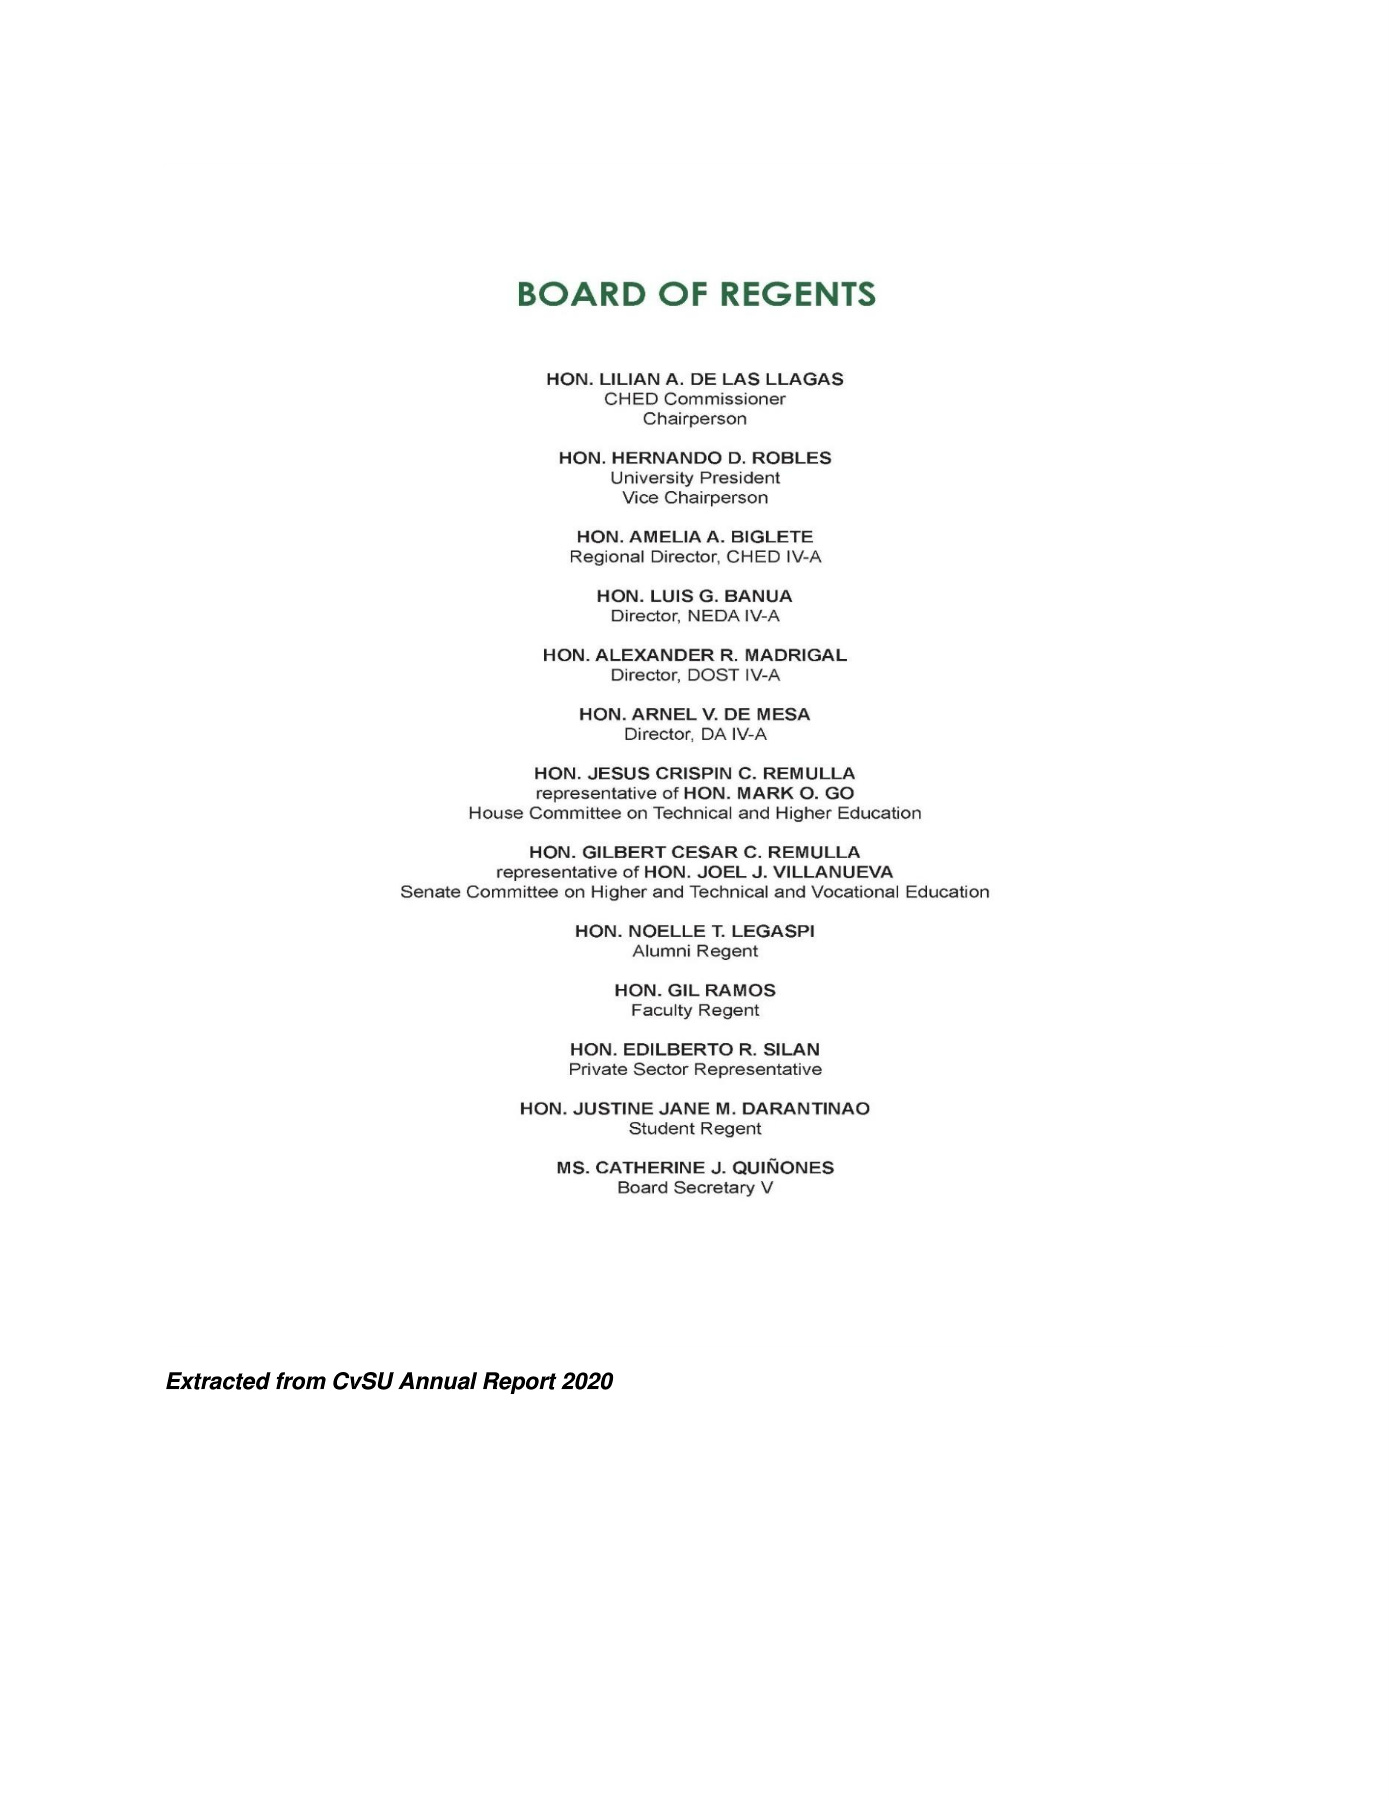 BOARD OF REGENTS
HON. LILIAN A. DE LAS LLAGAS
CHED Commissioner
Chairperson
HON. HERNANDO D. ROBLES
University President
Vice Chairperson
HON. AMELIA A. BIGLETE
Regional Director, CHED IV-A
HON. LUIS G. BANUA
Director, NEDA IV-A
HON. ALEXANDER R. MADRIGAL
Director, DOST IV-A
HON. ARNEL V. DE MESA
Director, DA IV-A
HON. JESUS CRISPIN C. REMULLA
representative of HON. MARK O. GO
House Committee on Technical and Higher Education
HON. GILBERT CESAR C. REMULLA
representative of HON. JOEL J. VILLANUEVA
Senate Committee on Higher and Technical and Vocational Education
HON. NOELLE T. LEGASPI
Alumni Regent
HON. GIL RAMOS
Faculty Regent
HON. EDILBERTO R. SILAN
Private Sector Representative
HON. JUSTINE JANE M. DARANTINAO
Student Regent
MS. CATHERINE J. QUIÑONES
Board Secretary V
Extracted from CvSU Annual Report 2020